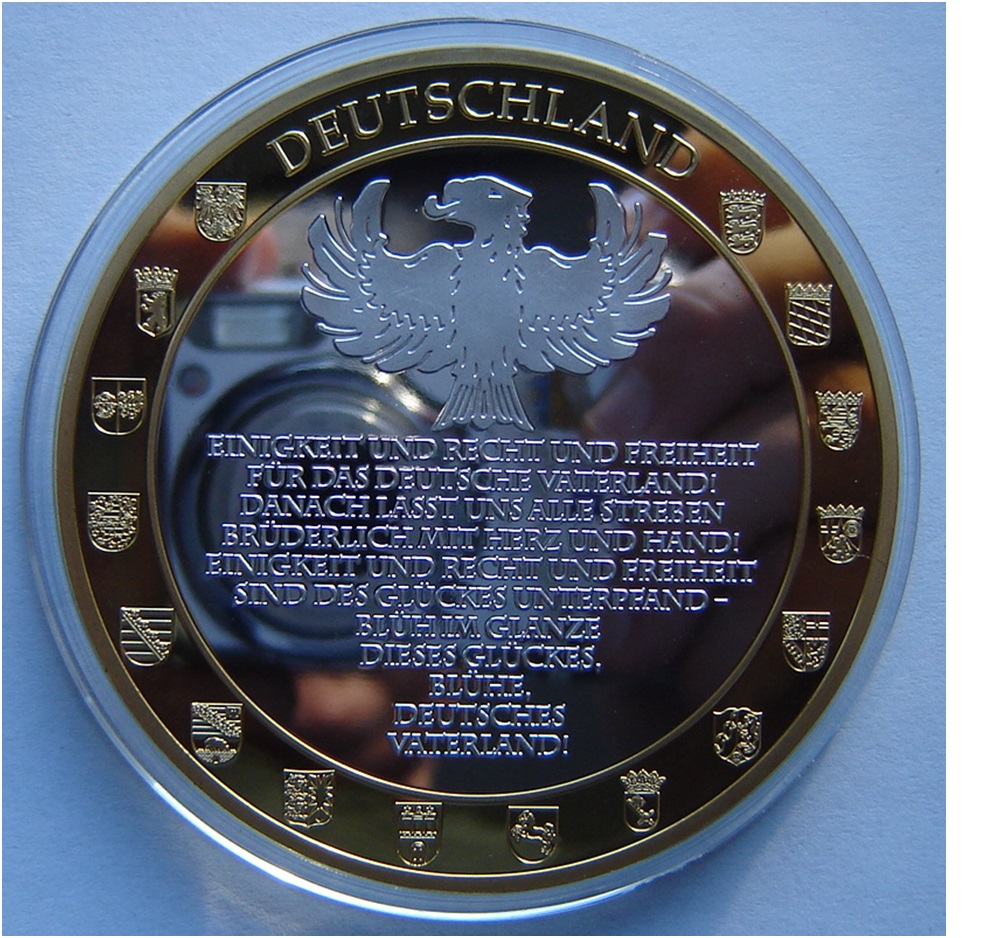 DEUTSCHLAND
EINIGKEIT UND RECHT UND FREIHEIT
FÜR DAS DEUTSCHE VATERLAND!
DANACH LASST UNS ALLE STREBEN
BRÜDERLICH MIT HERZ UND HAND!
EINIGKEIT UND RECHT UND FREIHEIT
SIND DES GLÜCKES UNTERPFAND –
BLÜH IM GLANZE
DIESES GLÜCKES,
BLÜHE,
DEUTSCHES
VATERLAND!